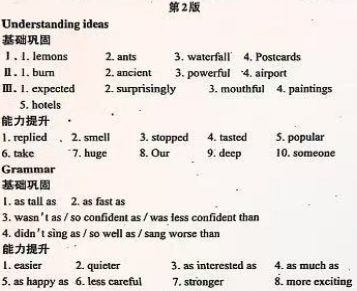 第2版
Understanding ideas
基础巩固
Ⅰ. 1. lemons 2. ants 3. waterfall 4. Postcards
Ⅱ. 1. burn 2. ancient 3. powerful 4. airport
Ⅲ. 1. expected 2. surprisingly 3. mouthful 4. paintings
5. hotels
能力提升
1. replied 2. smell 3. stopped 4. tasted 5. popular
6. take 7. huge 8. Our 9. deep 10. someone
Grammar
基础巩固
1. as tall as 2. as fast as
3. wasn't as / so confident as / was less confident than
4. didn't sing as / so well as / sang worse than
能力提升
1. easier 2. quieter 3. as interested as 4. as much as
5. as happy as 6. less careful 7. stronger 8. more exciting